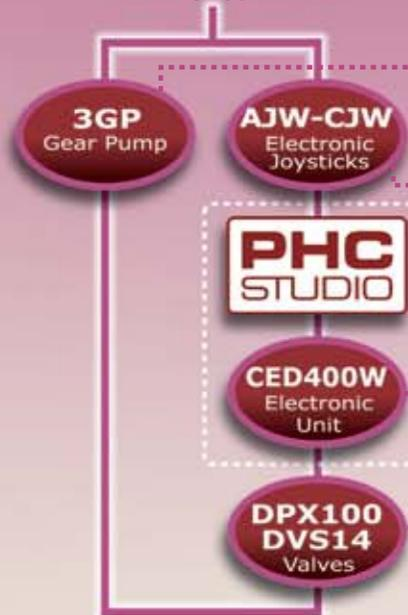 3GP
Gear Pump
AJW-CJW
Electronic
Joysticks
PHC
STUDIO
CED400W
Electronic
Unit
DPX100
DVS14
Valves